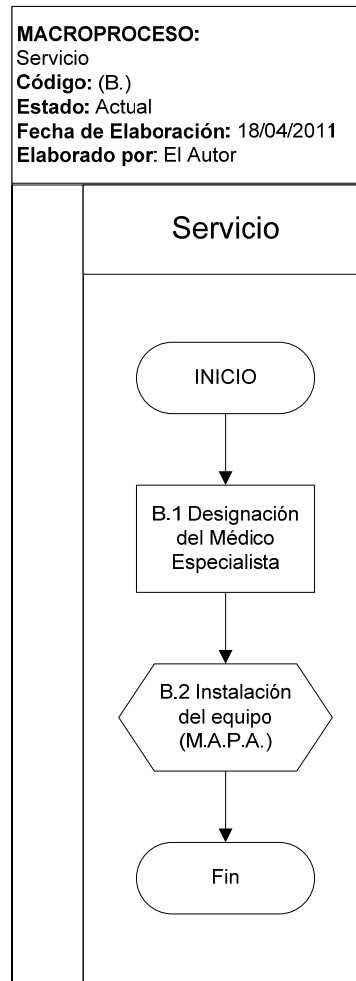 MACROPROCESO:
Servicio
Código: (B.)
Estado: Actual
Fecha de Elaboración: 18/04/2011
Elaborado por: El Autor
Servicio
INICIO
B.1 Designación
del Médico
Especialista
B.2 Instalación
del equipo
(M.A.P.A.)
Fin